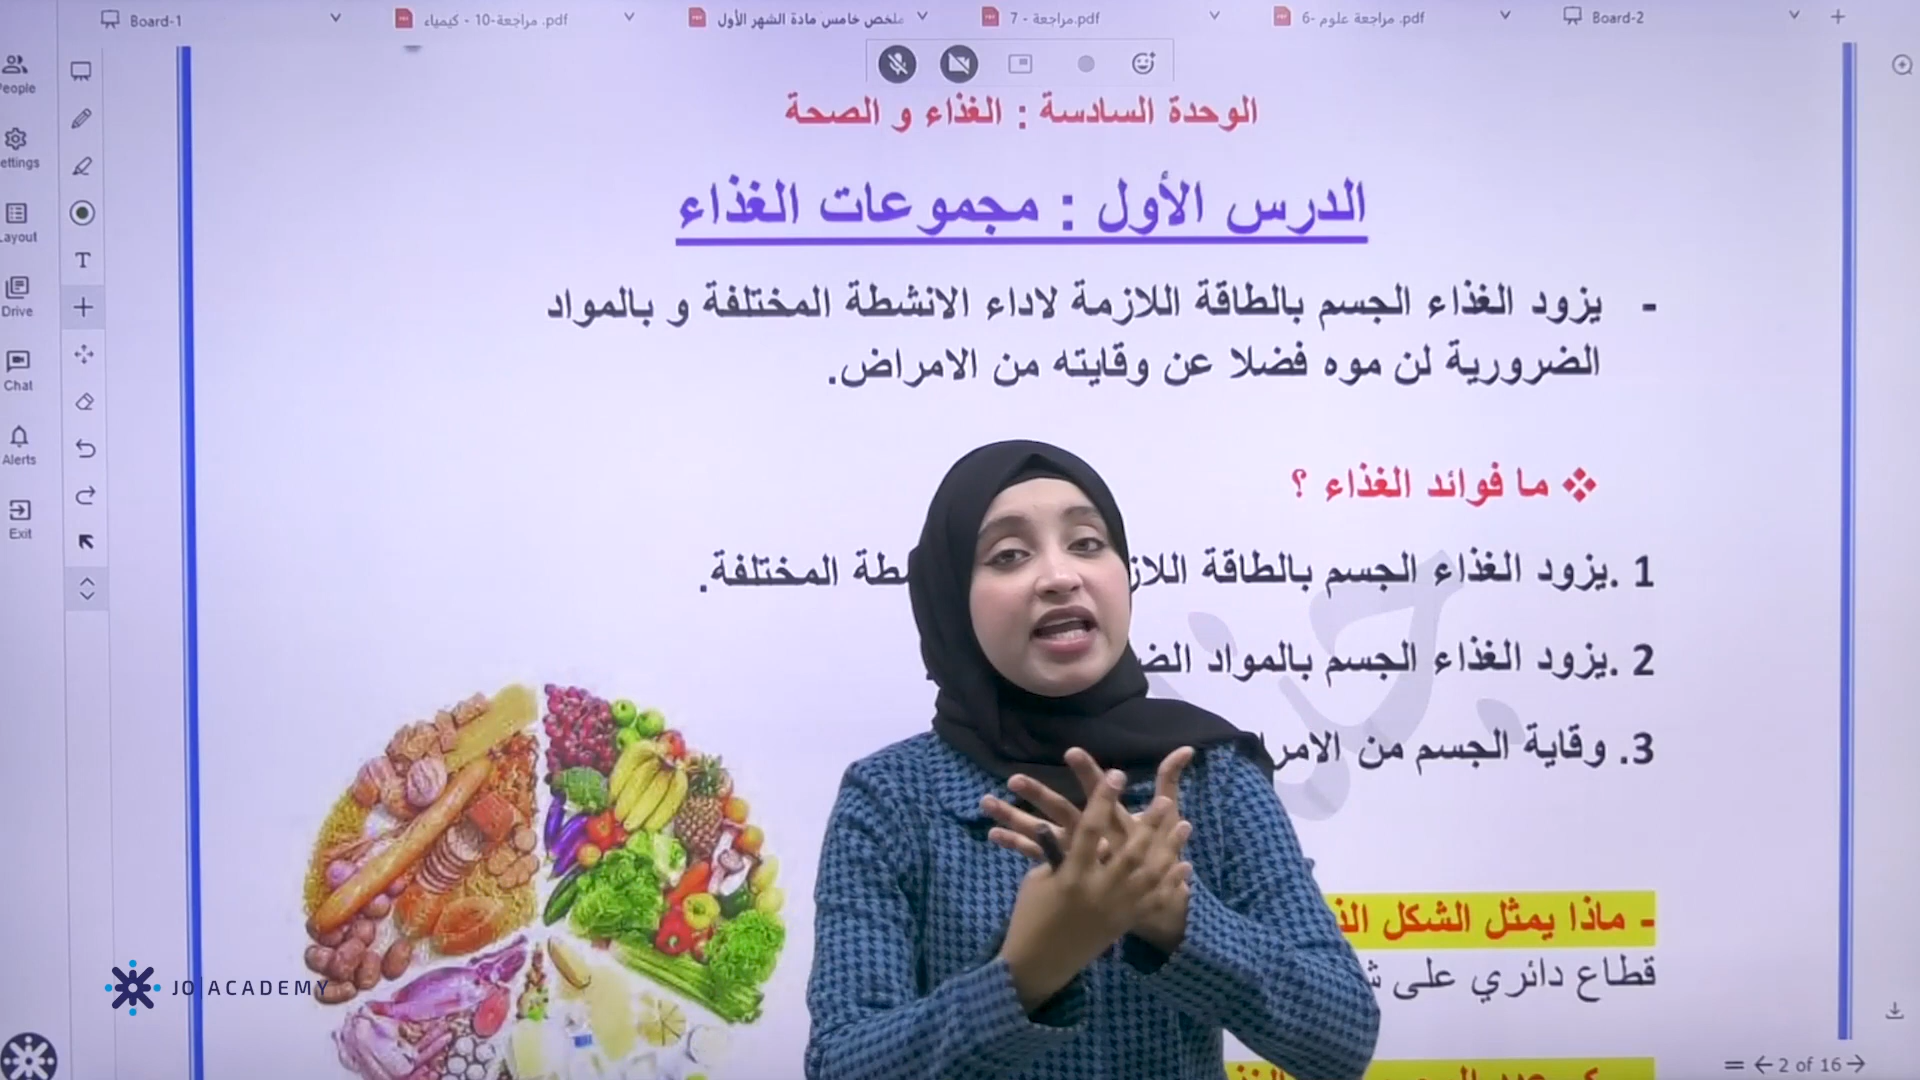 Board-1
مراجعة-10 - كيمياء .pdf
ملخص خامس مادة الشهر الأول
مراجعة - 7.pdf
مراجعة علوم -6 .pdf
Board-2
People
Settings
Layout
Drive
Chat
Alerts
Exit
T
الوحدة السادسة : الغذاء و الصحة
الدرس الأول : مجموعات الغذاء
- يزود الغذاء الجسم بالطاقة اللازمة لاداء الانشطة المختلفة و بالمواد
الضرورية لن موه فضلا عن وقايته من الامراض.
❖ ما فوائد الغذاء ؟
1 .يزود الغذاء الجسم بالطاقة المختلفة.
2 .يزود الغذاء الجسم بالمواد
3. وقاية الجسم من
- ماذا يمثل الشكل
قطاع دائري على
JO ACADEMY
2 of 16